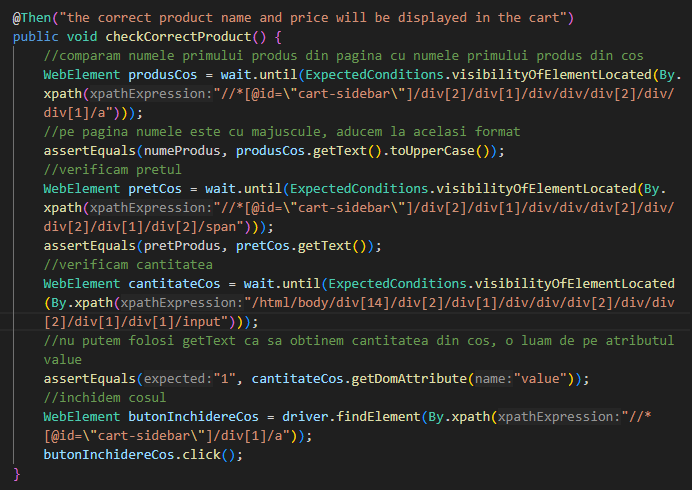 @Then("the correct product name and price will be displayed in the cart")
public void checkCorrectProduct() {
//comparam numele primului produs din pagina cu numele primului produs din cos
WebElement produsCos = wait.until(ExpectedConditions.visibilityOfElementLocated(By.
xpath(xpathExpression:"//*[@id=\"cart-sidebar\"]/div[2]/div[1]/div/div/div[2]/div/
div[1]/a")));
//pe pagina numele este cu majuscule, aducem la acelasi format
assertEquals(numeProdus, produsCos.getText().toUpperCase());
//verificam pretul
WebElement pretCos = wait.until(ExpectedConditions.visibilityOfElementLocated(By.
xpath(xpathExpression:"//*[@id=\"cart-sidebar\"]/div[2]/div[1]/div/div/div[2]/div/
div[2]/div[1]/div[2]/span")));
assertEquals(pretProdus, pretCos.getText());
//verificam cantitatea
WebElement cantitateCos = wait.until(ExpectedConditions.visibilityOfElementLocated
(By.xpath(xpathExpression:"/html/body/div[14]/div[2]/div[1]/div/div/div[2]/div/div
[2]/div[1]/div[1]/input")));
//nu putem folosi getText ca sa obtinem cantitatea din cos, o luam de pe atributul
value
assertEquals(expected:"1", cantitateCos.getDomAttribute(name:"value"));
//inchidem cosul
WebElement butonInchidereCos = driver.findElement(By.xpath(xpathExpression:"//*
[@id=\"cart-sidebar\"]/div[1]/a"));
butonInchidereCos.click();
}